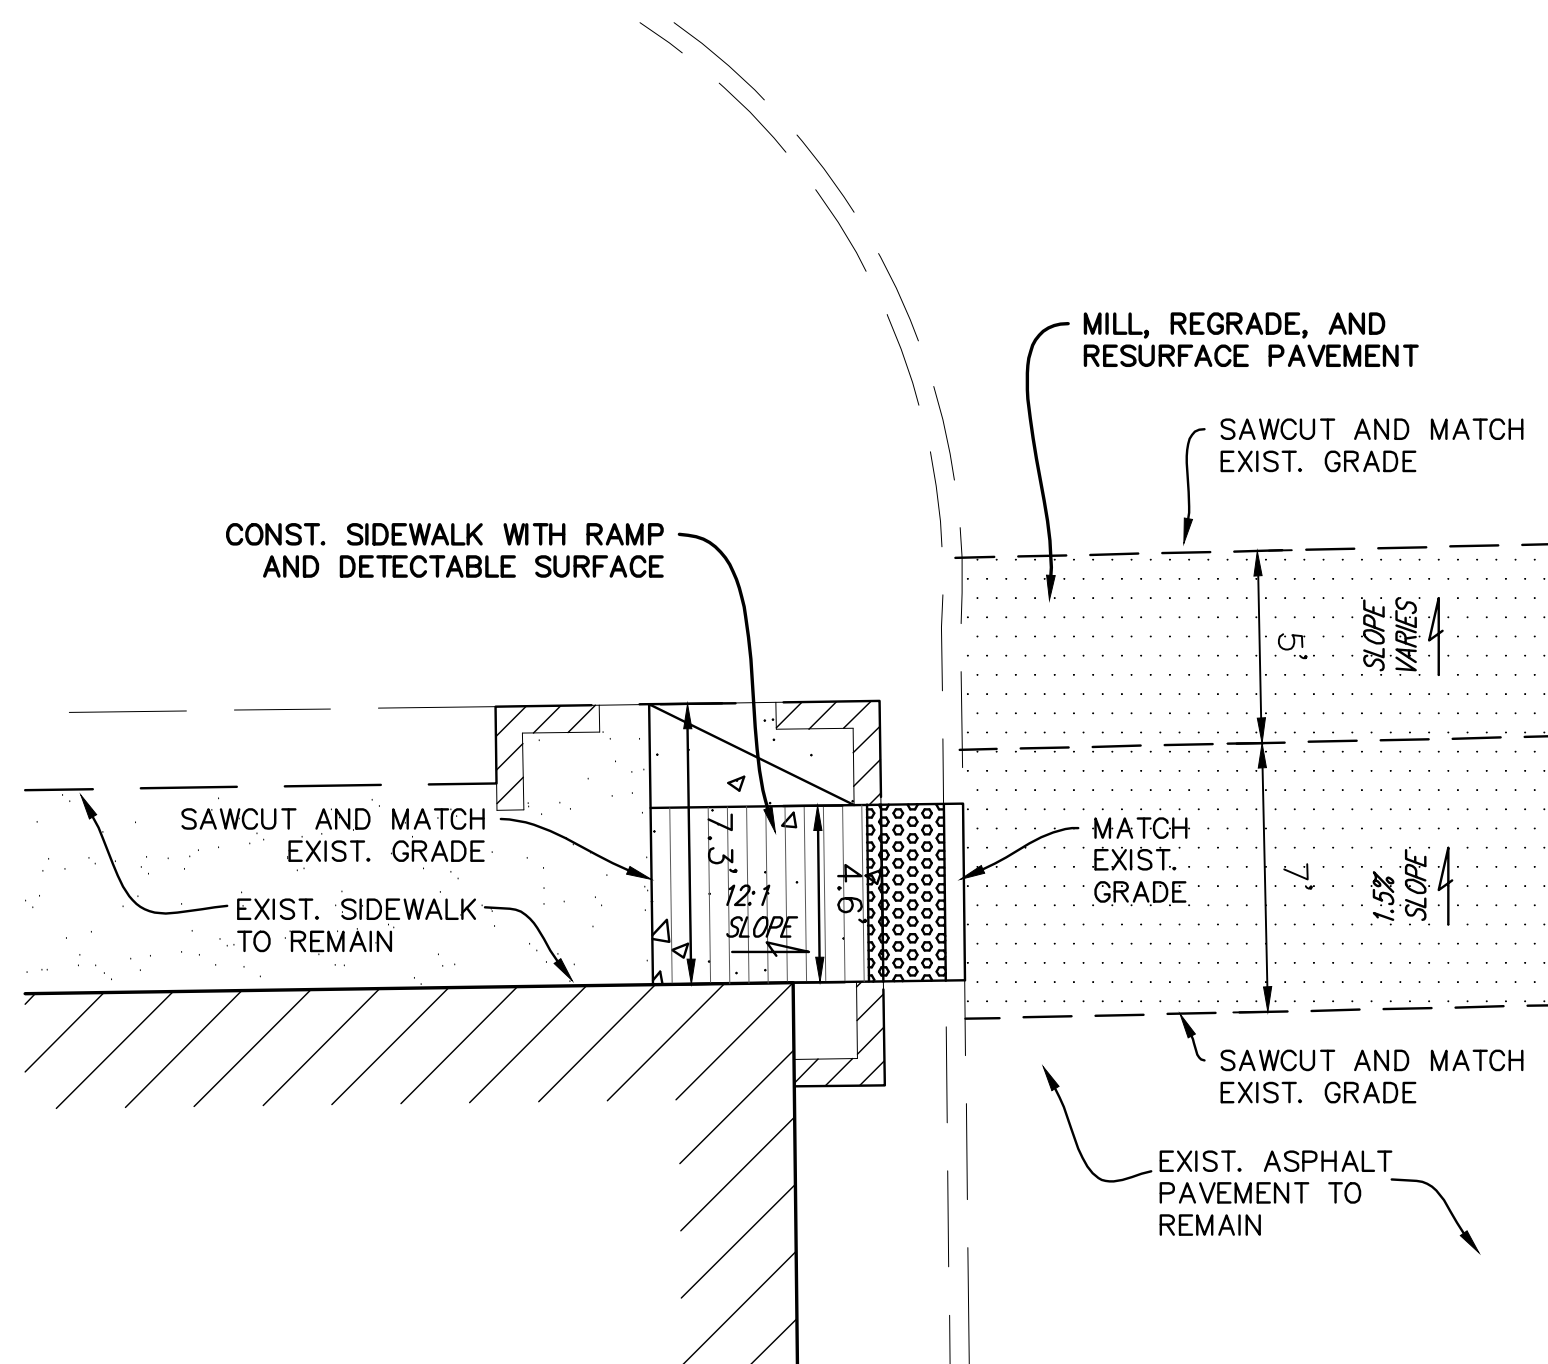 MILL, REGRADE, AND
RESURFACE PAVEMENT
SAWCUT AND MATCH
EXIST. GRADE
CONST. SIDEWALK WITH RAMP
AND DETECTABLE SURFACE
5'
SLOPE
VARIES
SAWCUT AND MATCH
EXIST. GRADE
7.3'
12:1
SLOPE
4.6'
MATCH
EXIST.
GRADE
7'
1.5%
SLOPE
EXIST. SIDEWALK
TO REMAIN
SAWCUT AND MATCH
EXIST. GRADE
EXIST. ASPHALT
PAVEMENT TO
REMAIN